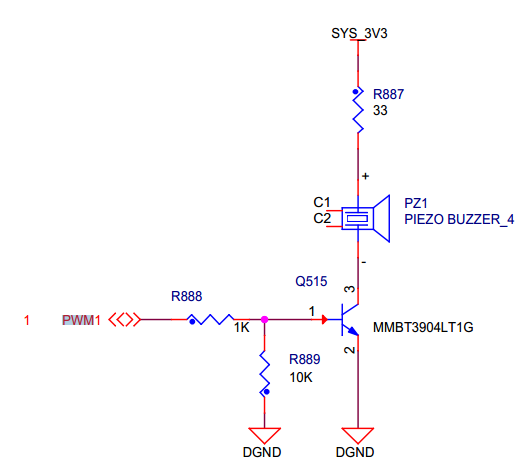 SYS_3V3
R887
33
+
C1
C2
PZ1
PIEZO BUZZER_4
-
Q515
3
R888
1
PWM1
1K
1
MMBT3904LT1G
2
R889
10K
DGND
DGND